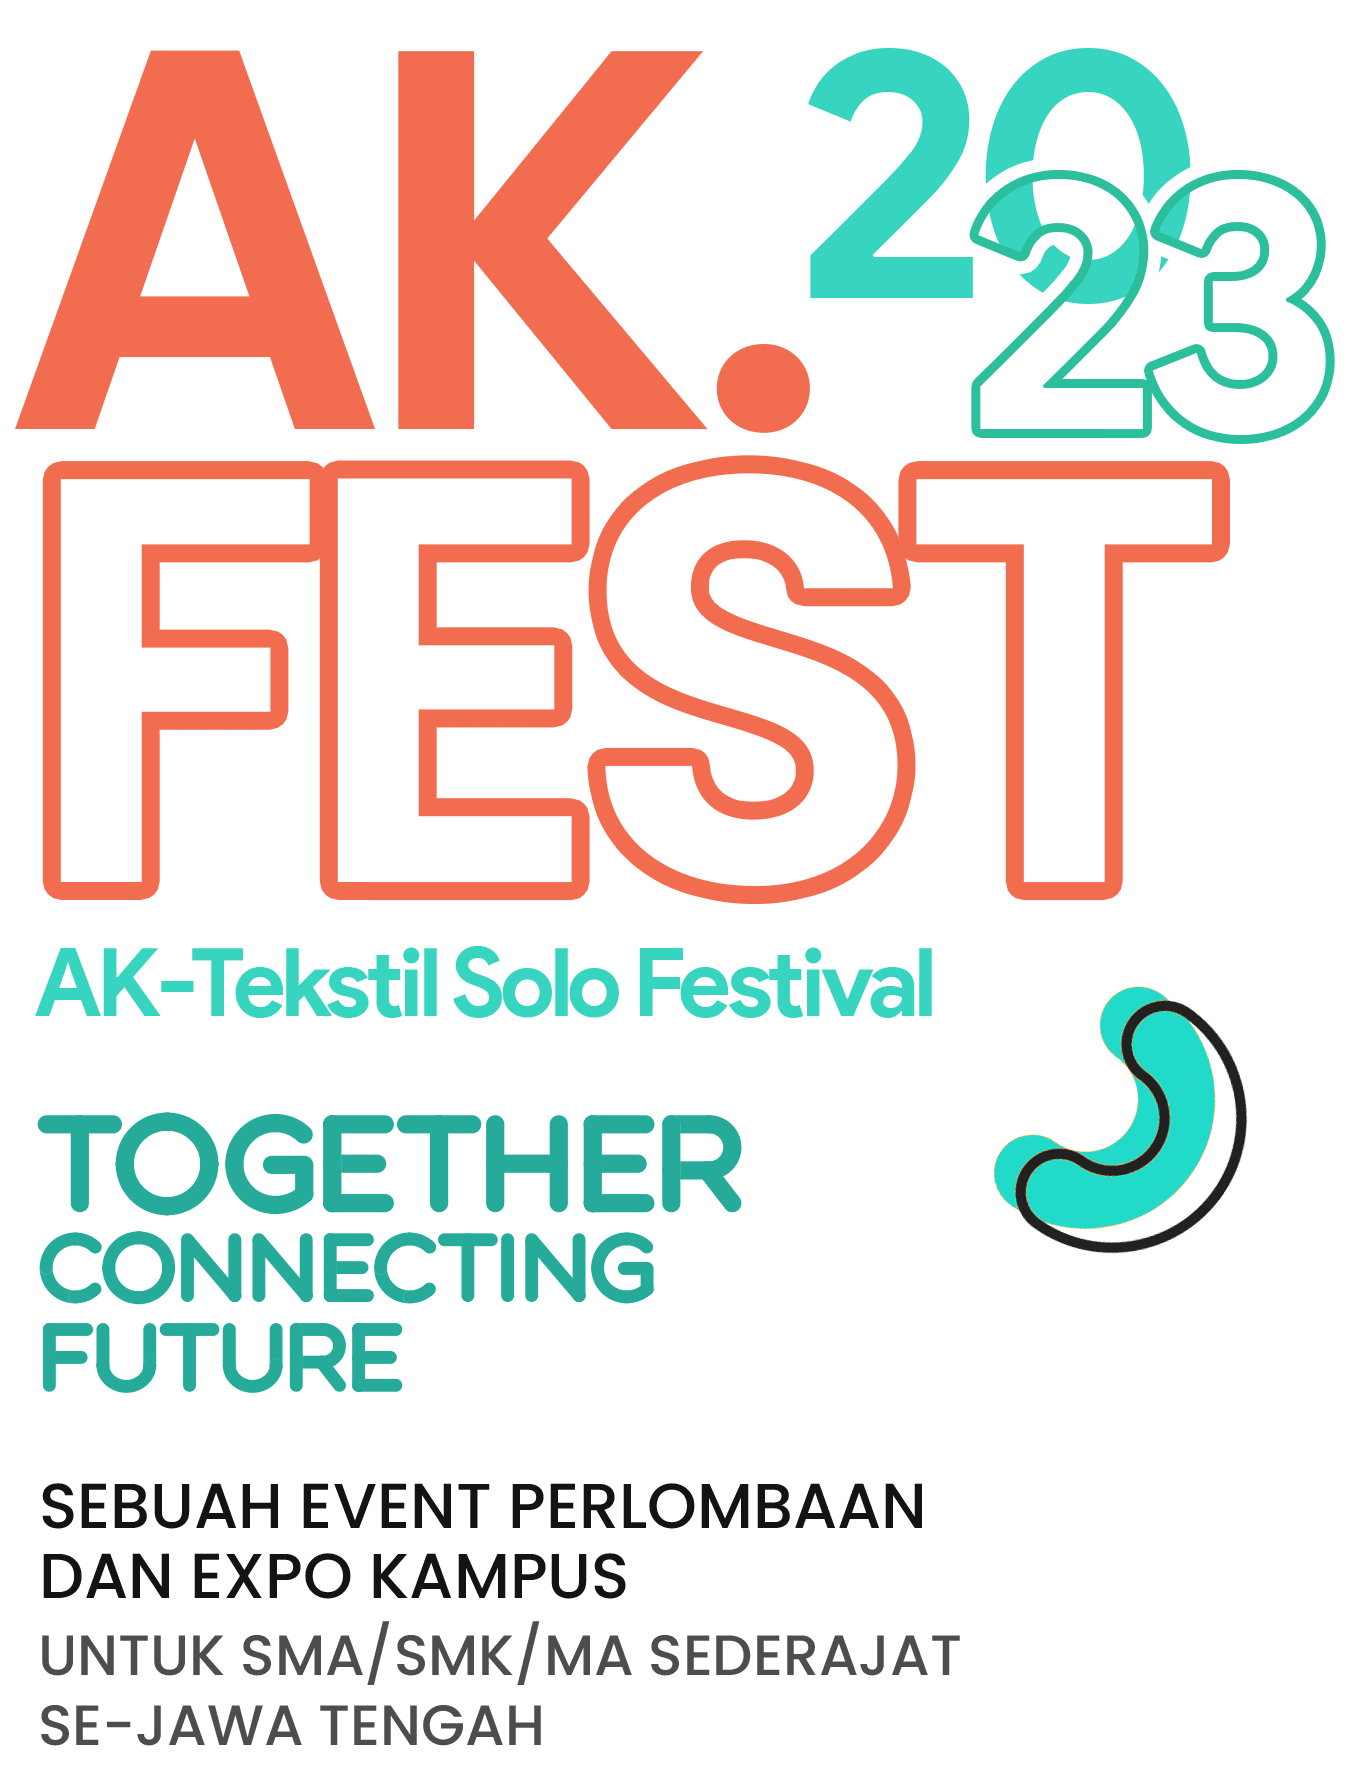 AK. 2023
FEST
AK-Tekstil Solo Festival
TOGETHER
CONNECTING
FUTURE
SEBUAH EVENT PERLOMBAAN
DAN EXPO KAMPUS
UNTUK SMA/SMK/MA SEDERAJAT
SE-JAWA TENGAH